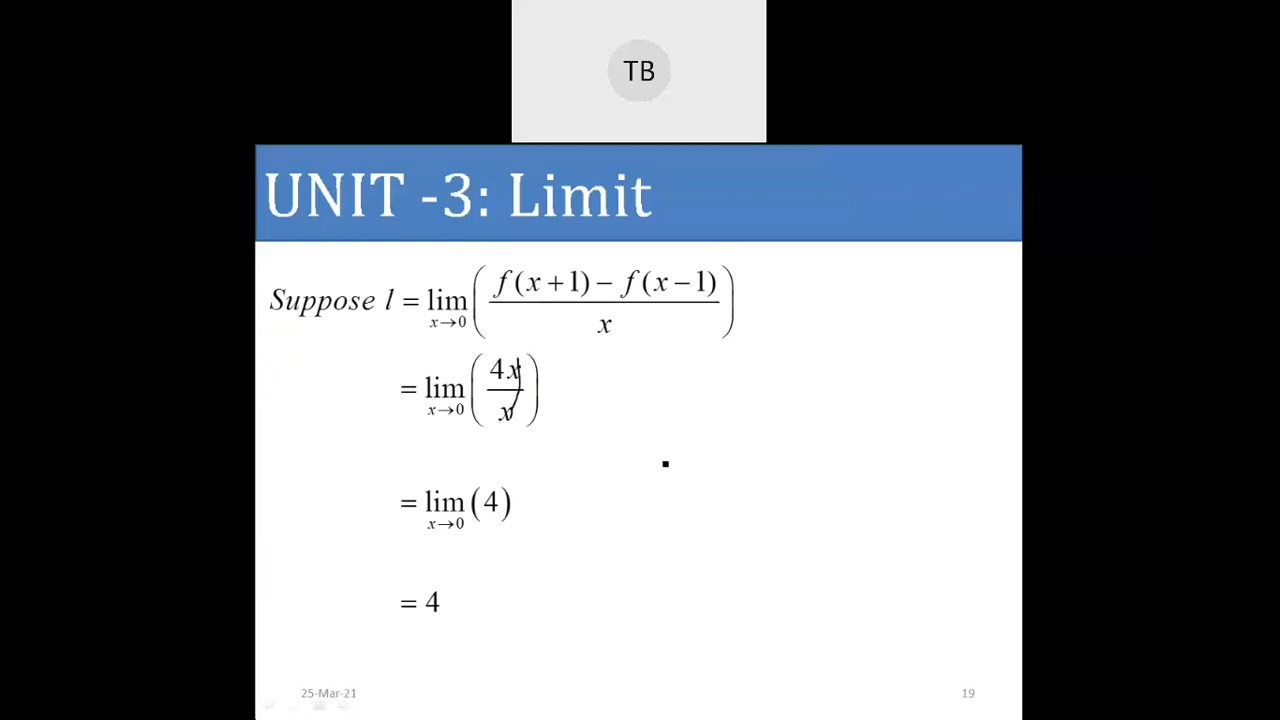 TB
UNIT -3: Limit
Suppose l = lim x→0 ( f(x+1) − f(x−1) / x )
= lim x→0 ( 4x / x )
= lim x→0 (4)
= 4
25-Mar-21
19